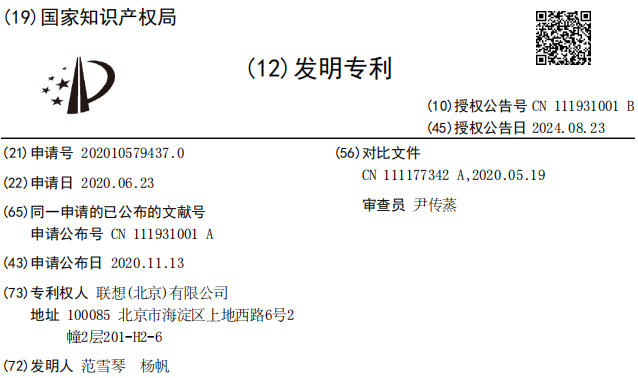 (19)国家知识产权局
(12)发明专利
(10)授权公告号 CN 111931001 B
(45)授权公告日 2024.08.23
(21)申请号 202010579437.0
(22)申请日 2020.06.23
(65)同一申请的已公布的文献号
申请公布号 CN 111931001 A
(43)申请公布日 2020.11.13
(73)专利权人 联想(北京)有限公司
地址 100085 北京市海淀区上地西路6号2
幢2层201-H2-6
(72)发明人 范雪琴 杨帆
(56)对比文件
CN 111177342 A,2020.05.19
审查员 尹传蒸